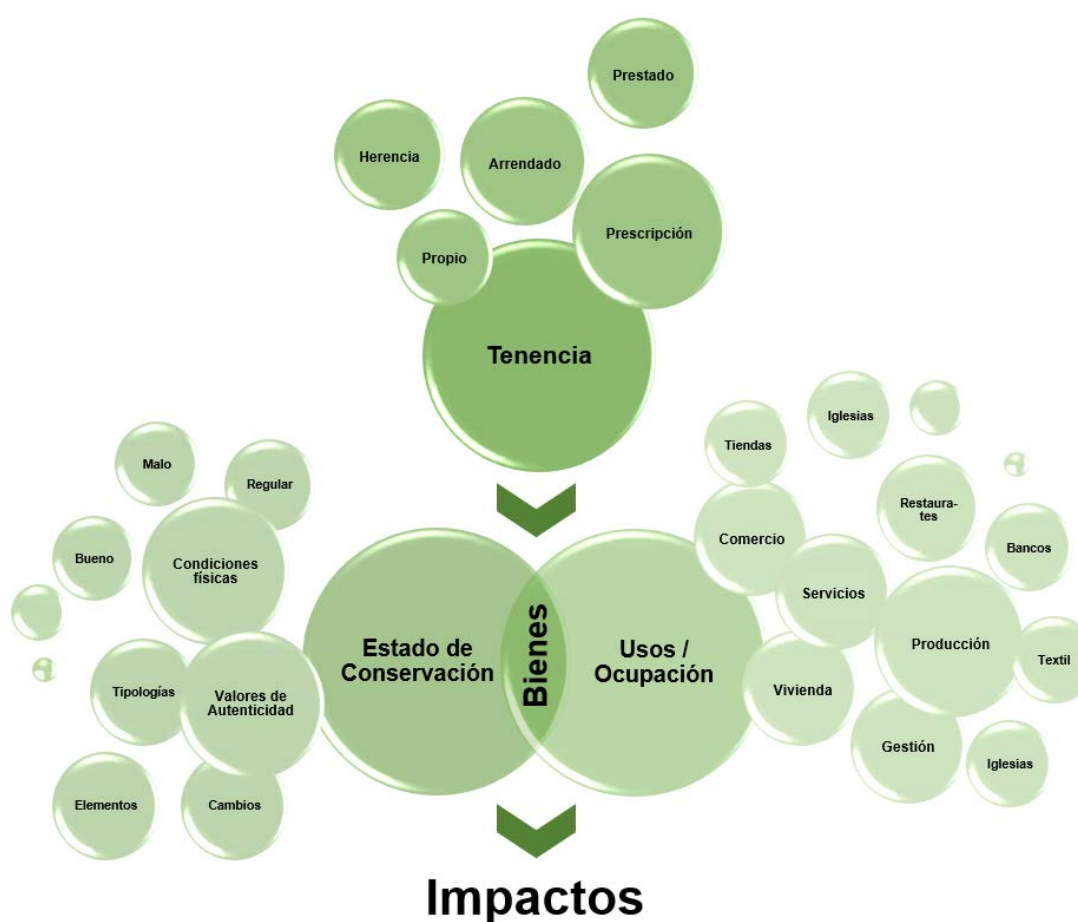 Prestado
Herencia
Arrendado
Prescripción
Propio
Tenencia
Iglesias
Tiendas
Malo
Regular
Restaura-
tes
Bancos
Comercio
Bueno
Condiciones
físicas
Servicios
Producción
Estado de
Conservación
Bienes
Usos /
Ocupación
Textil
Tipologías
Valores de
Autenticidad
Vivienda
Gestión
Iglesias
Elementos
Cambios
Impactos